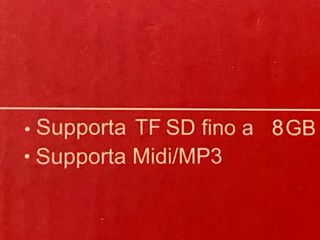 • Supporta TF SD fino a 8GB
• Supporta Midi/MP3